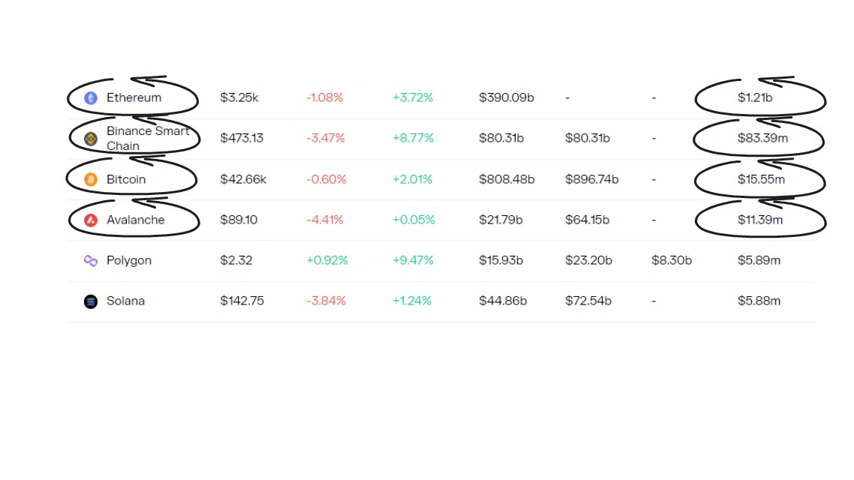 Ethereum $3.25k -1.08% +3.72% $390.09b - - $1.21b
Binance Smart
Chain $473.13 -3.47% +8.77% $80.31b $80.31b - $83.39m
Bitcoin $42.66k -0.60% +2.01% $808.48b $896.74b - $15.55m
Avalanche $89.10 -4.41% +0.05% $21.79b $64.15b - $11.39m
Polygon $2.32 +0.92% +9.47% $15.93b $23.20b $8.30b $5.89m
Solana $142.75 -3.84% +1.24% $44.86b $72.54b - $5.88m